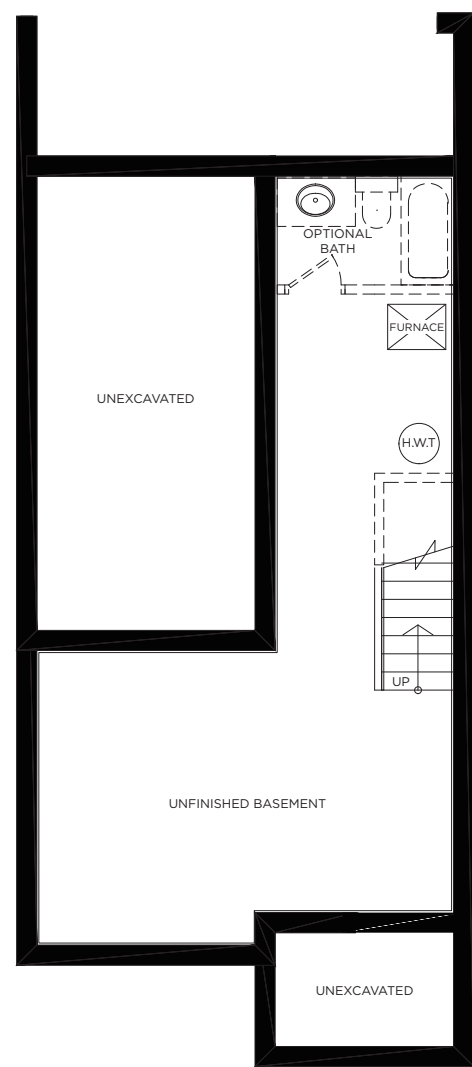 OPTIONAL
BATH
FURNACE
UNEXCAVATED
H.W.T
UP
UNFINISHED BASEMENT
UNEXCAVATED